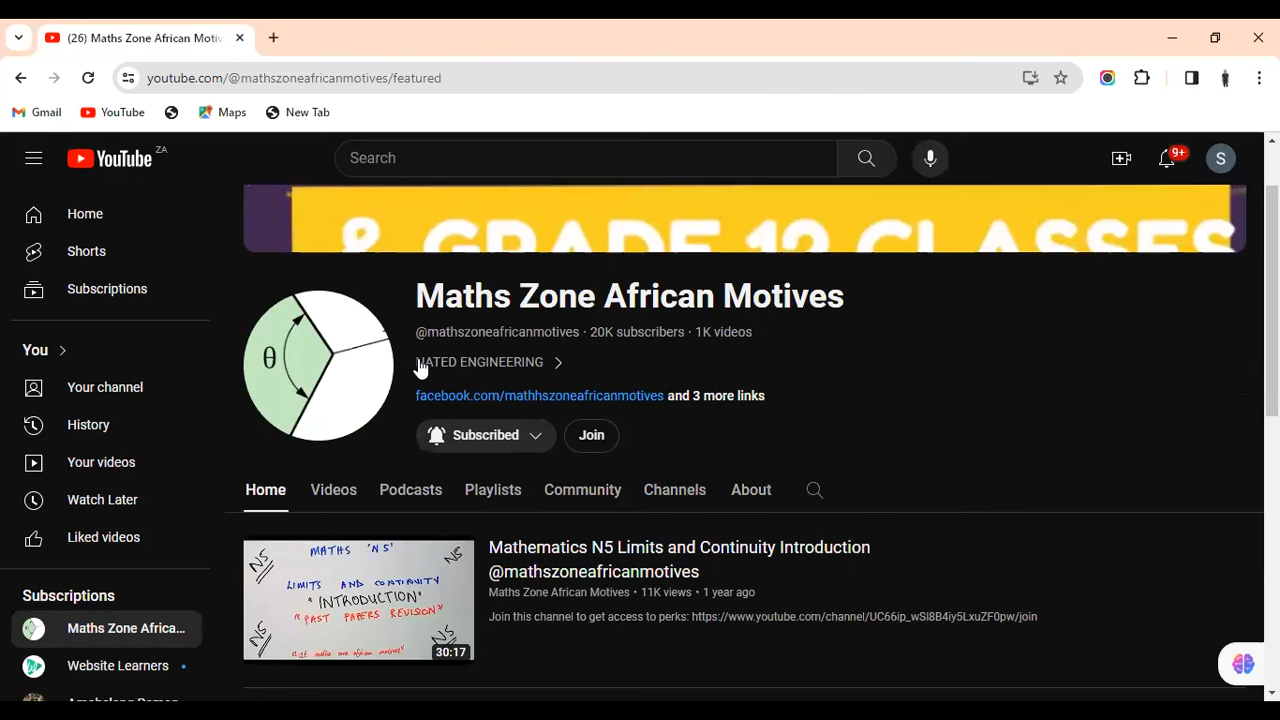 (26) Maths Zone African Motiv
youtube.com/@mathszoneafricanmotives/featured
Gmail YouTube Maps New Tab
YouTube ZA
Search
9+
S
Home
Shorts
Subscriptions
You
Your channel
History
Your videos
Watch Later
Liked videos
Subscriptions
Maths Zone Africa...
Website Learners
& GRADE 12 CLASSES
θ
Maths Zone African Motives
@mathszoneafricanmotives · 20K subscribers · 1K videos
NATED ENGINEERING
facebook.com/mathhszoneafricanmotives and 3 more links
Subscribed Join
Home Videos Podcasts Playlists Community Channels About
N5
MATHS 'N5'
N5
LIMITS AND CONTINUITY
"INTRODUCTION"
"PAST PAPERS REVISION"
N5
N5
30:17
Mathematics N5 Limits and Continuity Introduction
@mathszoneafricanmotives
Maths Zone African Motives · 11K views · 1 year ago
Join this channel to get access to perks: https://www.youtube.com/channel/UC66ip_wSI8B4iy5LxuZF0pw/join